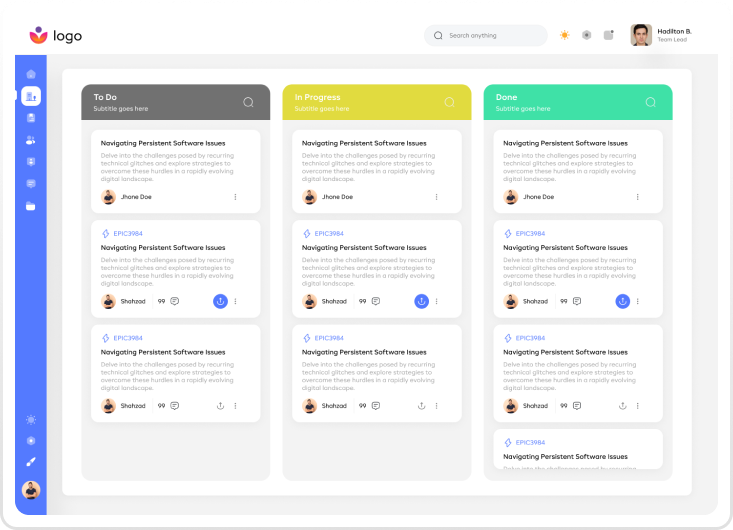 logo
Search anything
Hadilton B.
Team Lead
To Do
Subtitle goes here
Navigating Persistent Software Issues
Delve into the challenges posed by recurring
technical glitches and explore strategies to
overcome these hurdles in a rapidly evolving
digital landscape.
Jhone Doe
EPIC3984
Navigating Persistent Software Issues
Delve into the challenges posed by recurring
technical glitches and explore strategies to
overcome these hurdles in a rapidly evolving
digital landscape.
Shahzad 99
EPIC3984
Navigating Persistent Software Issues
Delve into the challenges posed by recurring
technical glitches and explore strategies to
overcome these hurdles in a rapidly evolving
digital landscape.
Shahzad 99
In Progress
Subtitle goes here
Navigating Persistent Software Issues
Delve into the challenges posed by recurring
technical glitches and explore strategies to
overcome these hurdles in a rapidly evolving
digital landscape.
Jhone Doe
EPIC3984
Navigating Persistent Software Issues
Delve into the challenges posed by recurring
technical glitches and explore strategies to
overcome these hurdles in a rapidly evolving
digital landscape.
Shahzad 99
EPIC3984
Navigating Persistent Software Issues
Delve into the challenges posed by recurring
technical glitches and explore strategies to
overcome these hurdles in a rapidly evolving
digital landscape.
Shahzad 99
Done
Subtitle goes here
Navigating Persistent Software Issues
Delve into the challenges posed by recurring
technical glitches and explore strategies to
overcome these hurdles in a rapidly evolving
digital landscape.
Jhone Doe
EPIC3984
Navigating Persistent Software Issues
Delve into the challenges posed by recurring
technical glitches and explore strategies to
overcome these hurdles in a rapidly evolving
digital landscape.
Shahzad 99
EPIC3984
Navigating Persistent Software Issues
Delve into the challenges posed by recurring
technical glitches and explore strategies to
overcome these hurdles in a rapidly evolving
digital landscape.
Shahzad 99
EPIC3984
Navigating Persistent Software Issues
Delve into the challenges posed by recurring